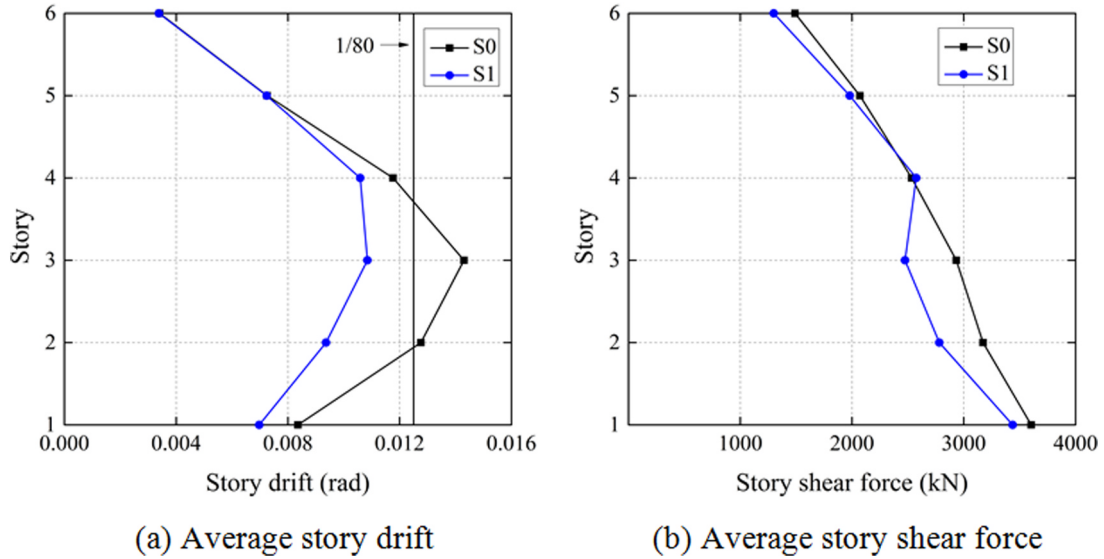 6
5
4
3
2
1
Story
1/80
S0
S1
0.000
0.004
0.008
0.012
0.016
Story drift (rad)
(a) Average story drift
6
5
4
3
2
1
Story
S0
S1
1000
2000
3000
4000
Story shear force (kN)
(b) Average story shear force